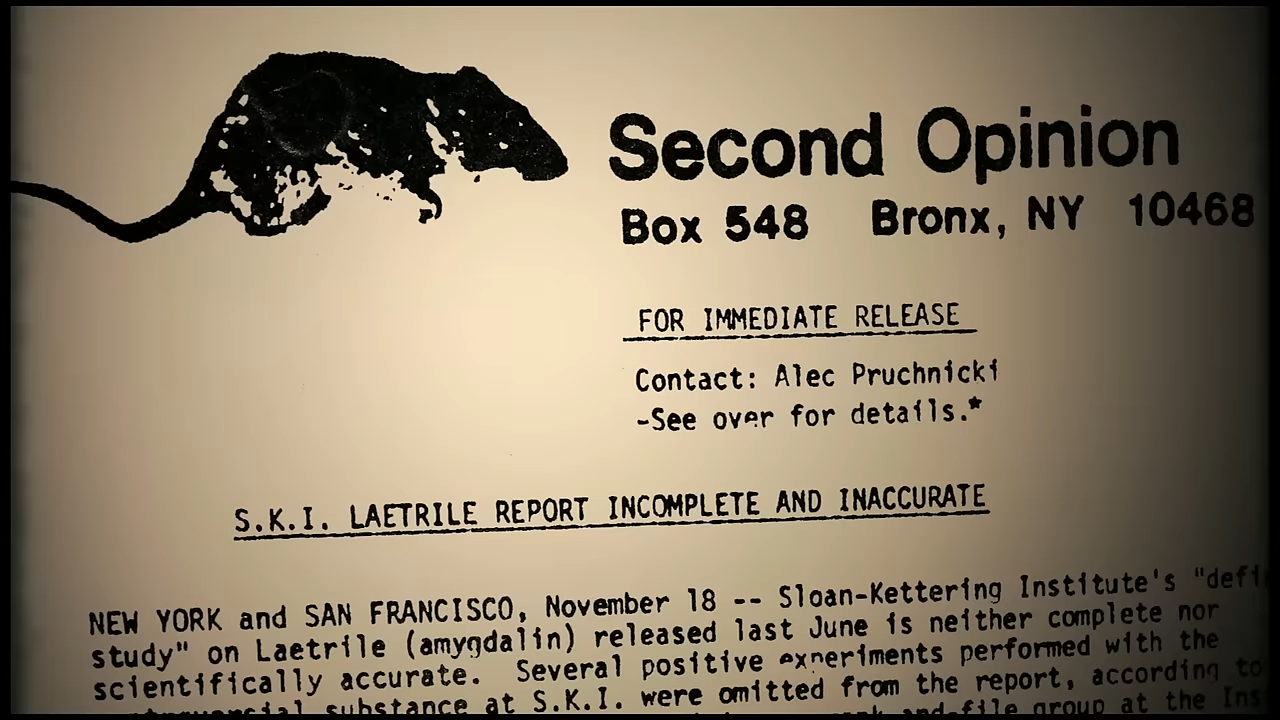 Second Opinion
Box 548 Bronx, NY 10468
FOR IMMEDIATE RELEASE
Contact: Alec Pruchnicki
-See over for details.*
S.K.I. LAETRILE REPORT INCOMPLETE AND INACCURATE
NEW YORK and SAN FRANCISCO, November 18 -- Sloan-Kettering Institute's
study" on Laetrile (amygdalin) released last June is neither complete nor
scientifically accurate. Several positive experiments performed with the
substance at S.K.I. were omitted from the report, according to
group at the